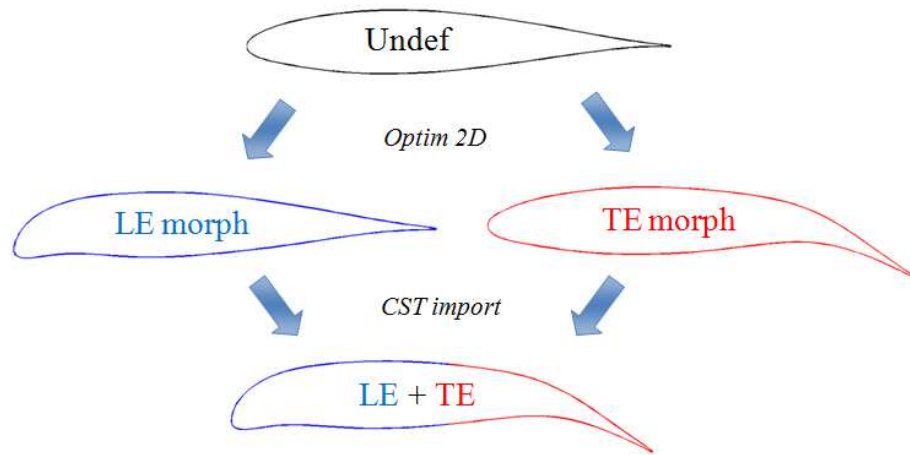 Undef
Optim 2D
LE morph
TE morph
CST import
LE + TE